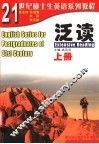 21世纪硕士生英语系列教程
English Series for
Postgraduates of
21st Century
泛读
Extensive Reading
上册